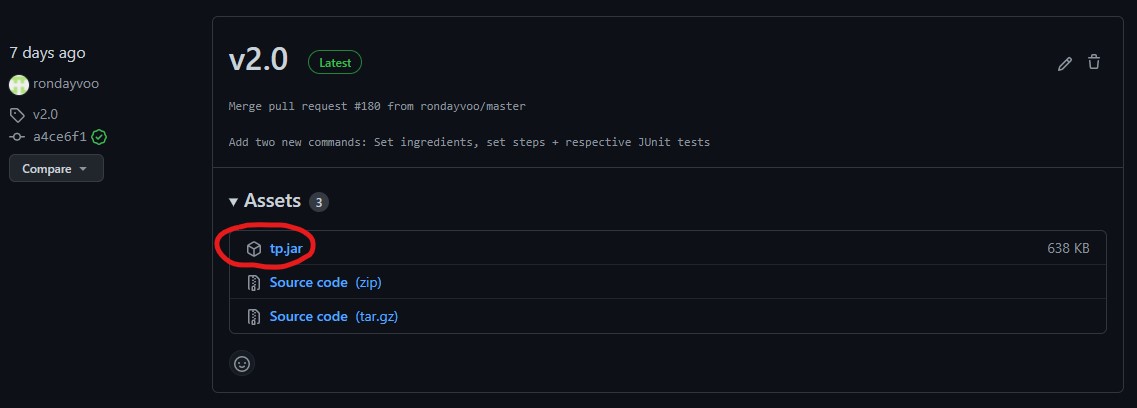 7 days ago
rondayvoo
v2.0
a4ce6f1
Compare
v2.0 Latest
Merge pull request #180 from rondayvoo/master
Add two new commands: Set ingredients, set steps + respective JUnit tests
Assets 3
tp.jar 638 KB
Source code (zip)
Source code (tar.gz)